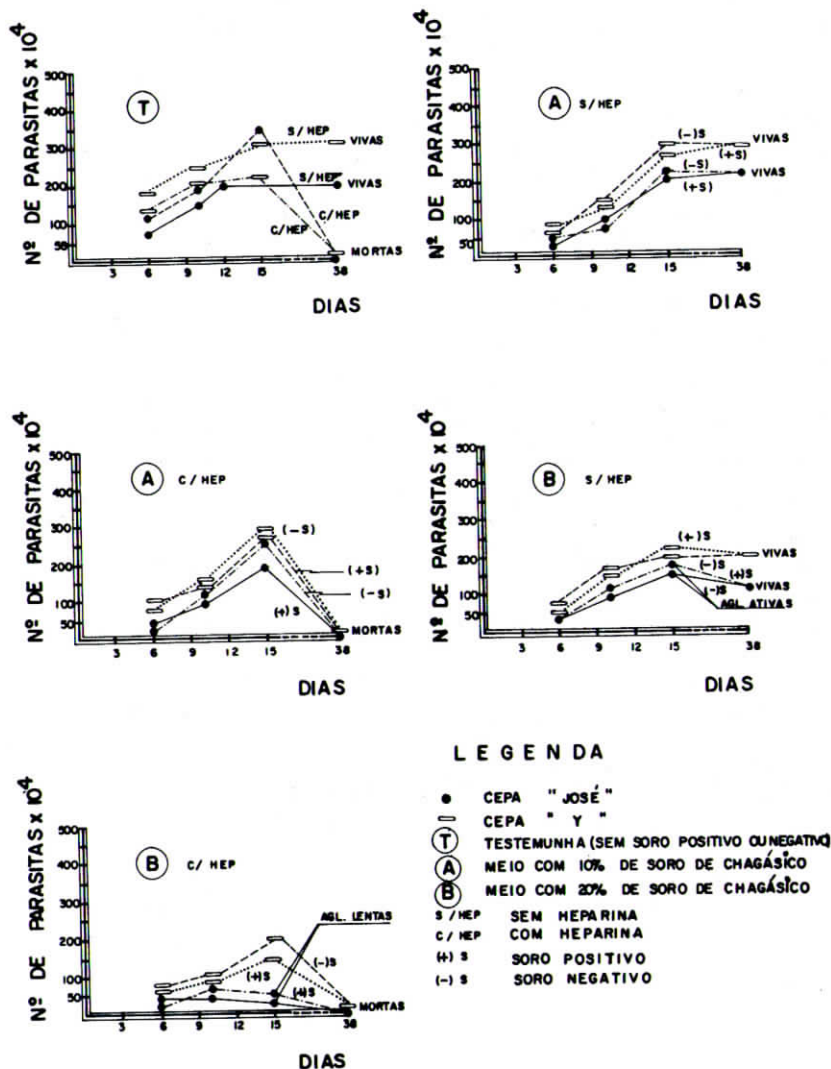 Nº DE PARASITAS x 10⁴
500
400
300
200
100
50
T
S/HEP
VIVAS
S/HEP
VIVAS
C/HEP
C/HEP
MORTAS
3 6 9 12 15 38
DIAS
Nº DE PARASITAS x 10⁴
500
400
300
200
100
50
A S/HEP
(-)S
VIVAS
(+S)
(-S)
VIVAS
(+S)
3 6 9 12 15 38
DIAS
Nº DE PARASITAS x 10⁴
500
400
300
200
100
50
A C/HEP
(-S)
(+S)
(-S)
(+)S
MORTAS
3 6 9 12 15 38
DIAS
Nº DE PARASITAS x 10⁴
500
400
300
200
100
50
B S/HEP
(+)S
VIVAS
(-)S
(+)S
VIVAS
(-)S
AGL. ATIVAS
3 6 9 12 15 38
DIAS
Nº DE PARASITAS x 10⁴
500
400
300
200
100
50
B C/HEP
AGL. LENTAS
(-)S
(+)S
(+)S
MORTAS
3 6 9 12 15 38
DIAS
LEGENDA
CEPA "JOSÉ"
CEPA "Y"
T TESTEMUNHA (SEM SORO POSITIVO OU NEGATIVO)
A MEIO COM 10% DE SORO DE CHAGÁSICO
B MEIO COM 20% DE SORO DE CHAGÁSICO
S/HEP SEM HEPARINA
C/HEP COM HEPARINA
(+)S SORO POSITIVO
(-)S SORO NEGATIVO